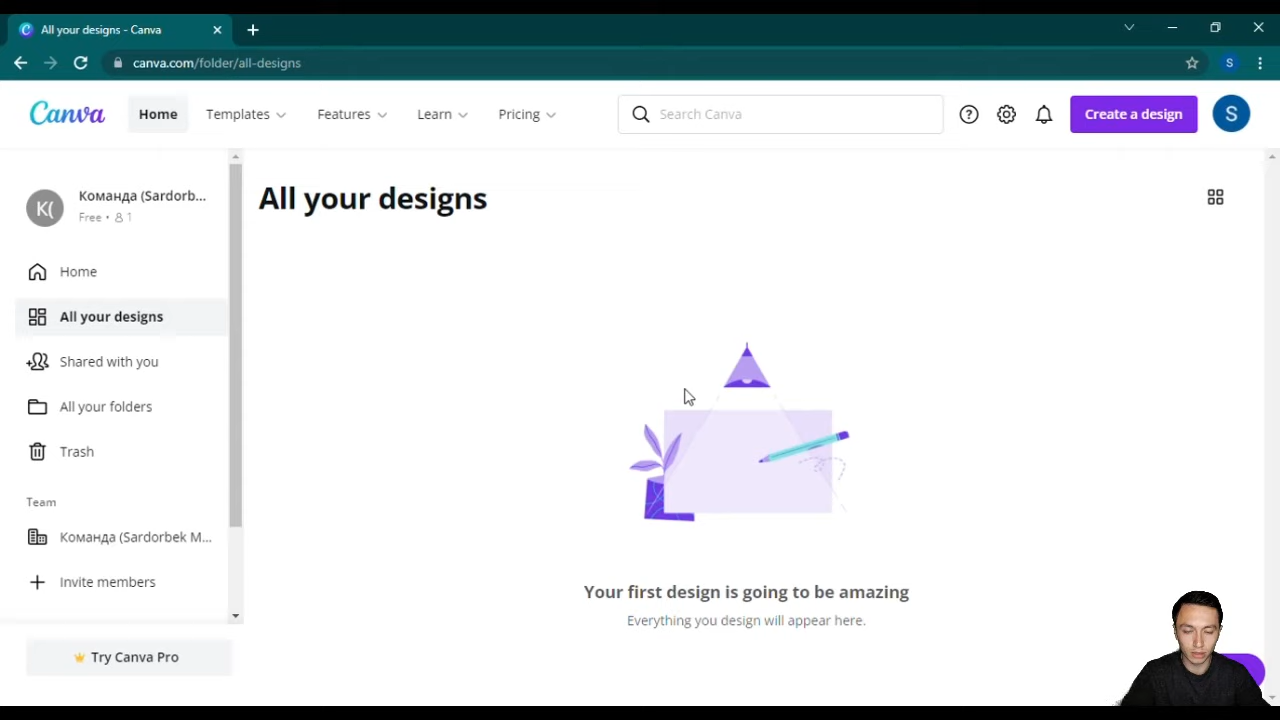 All your designs - Canva
canva.com/folder/all-designs
S
Canva
Home
Templates
Features
Learn
Pricing
Search Canva
Create a design
S
К(
Команда (Sardorb...
Free • 1
Home
All your designs
Shared with you
All your folders
Trash
Team
Команда (Sardorbek M...
Invite members
Try Canva Pro
All your designs
Your first design is going to be amazing
Everything you design will appear here.